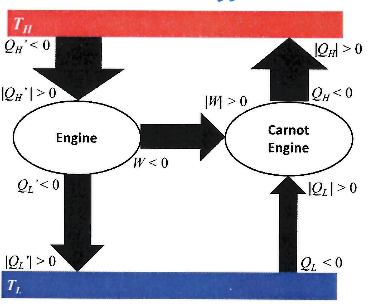 T_H
Q_H'<0
|Q_H|>0
|Q_H'|>0
Q_H<0
|W|>0
Engine
Carnot
Engine
W<0
Q_L'<0
|Q_L|>0
|Q_L'|>0
Q_L<0
T_L